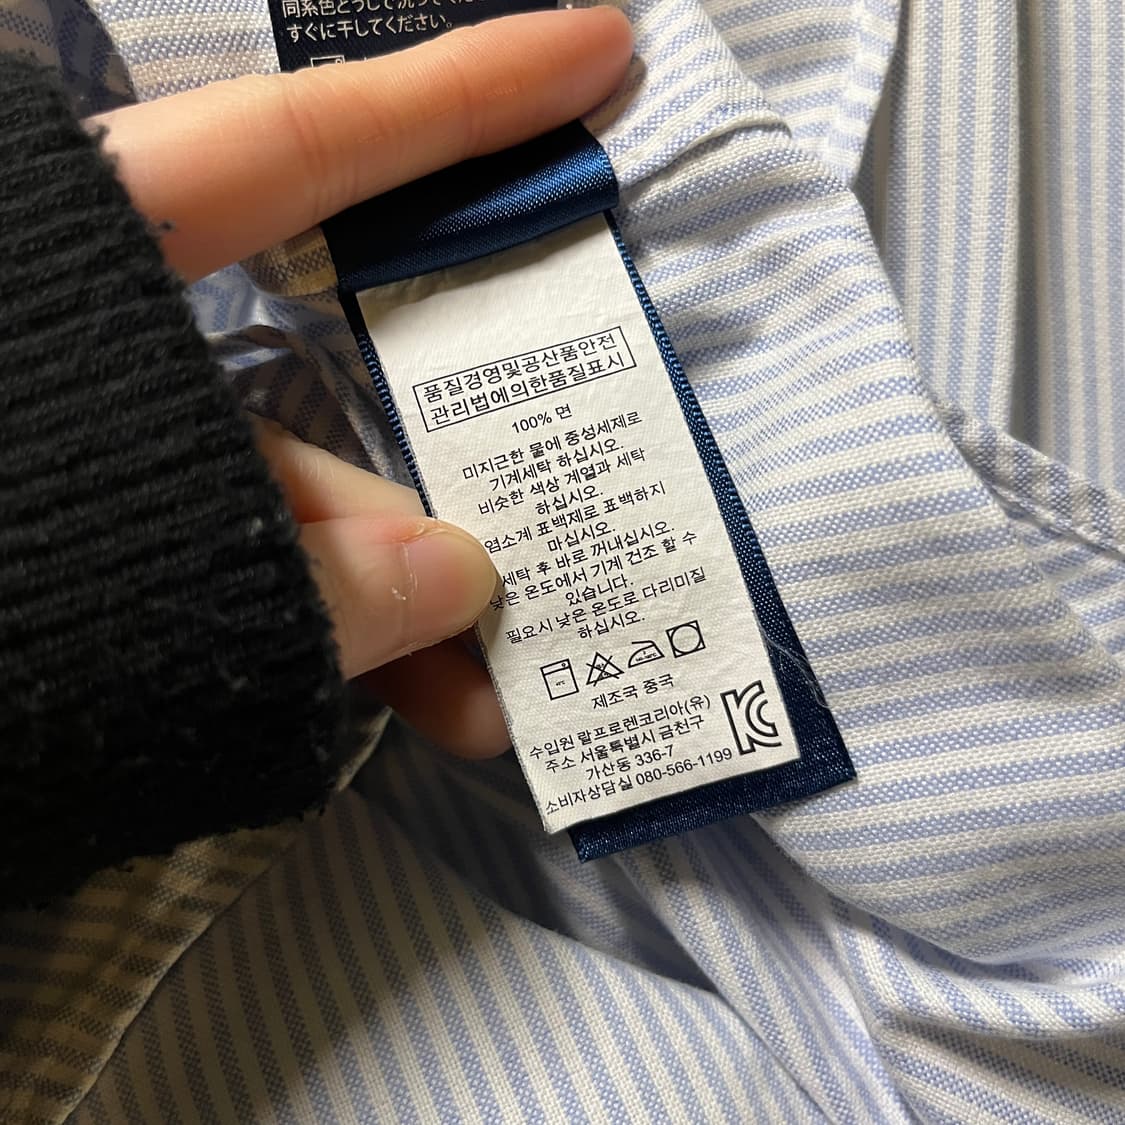 同系色どうしで洗ってくださ
すぐに干してください。
품질경영및공산품안전
관리법에의한품질표시
100% 면
미지근한 물에 중성세제로
기계세탁 하십시오.
비슷한 색상 계열과 세탁
하십시오.
염소계 표백제로 표백하지
마십시오.
세탁 후 바로 꺼내십시오.
낮은 온도에서 기계 건조 할 수
있습니다.
필요시 낮은 온도로 다리미질
하십시오.
제조국 중국
수입원 랄프로렌코리아(유)
주소 서울특별시 금천구
가산동 336-7
소비자상담실 080-566-1199